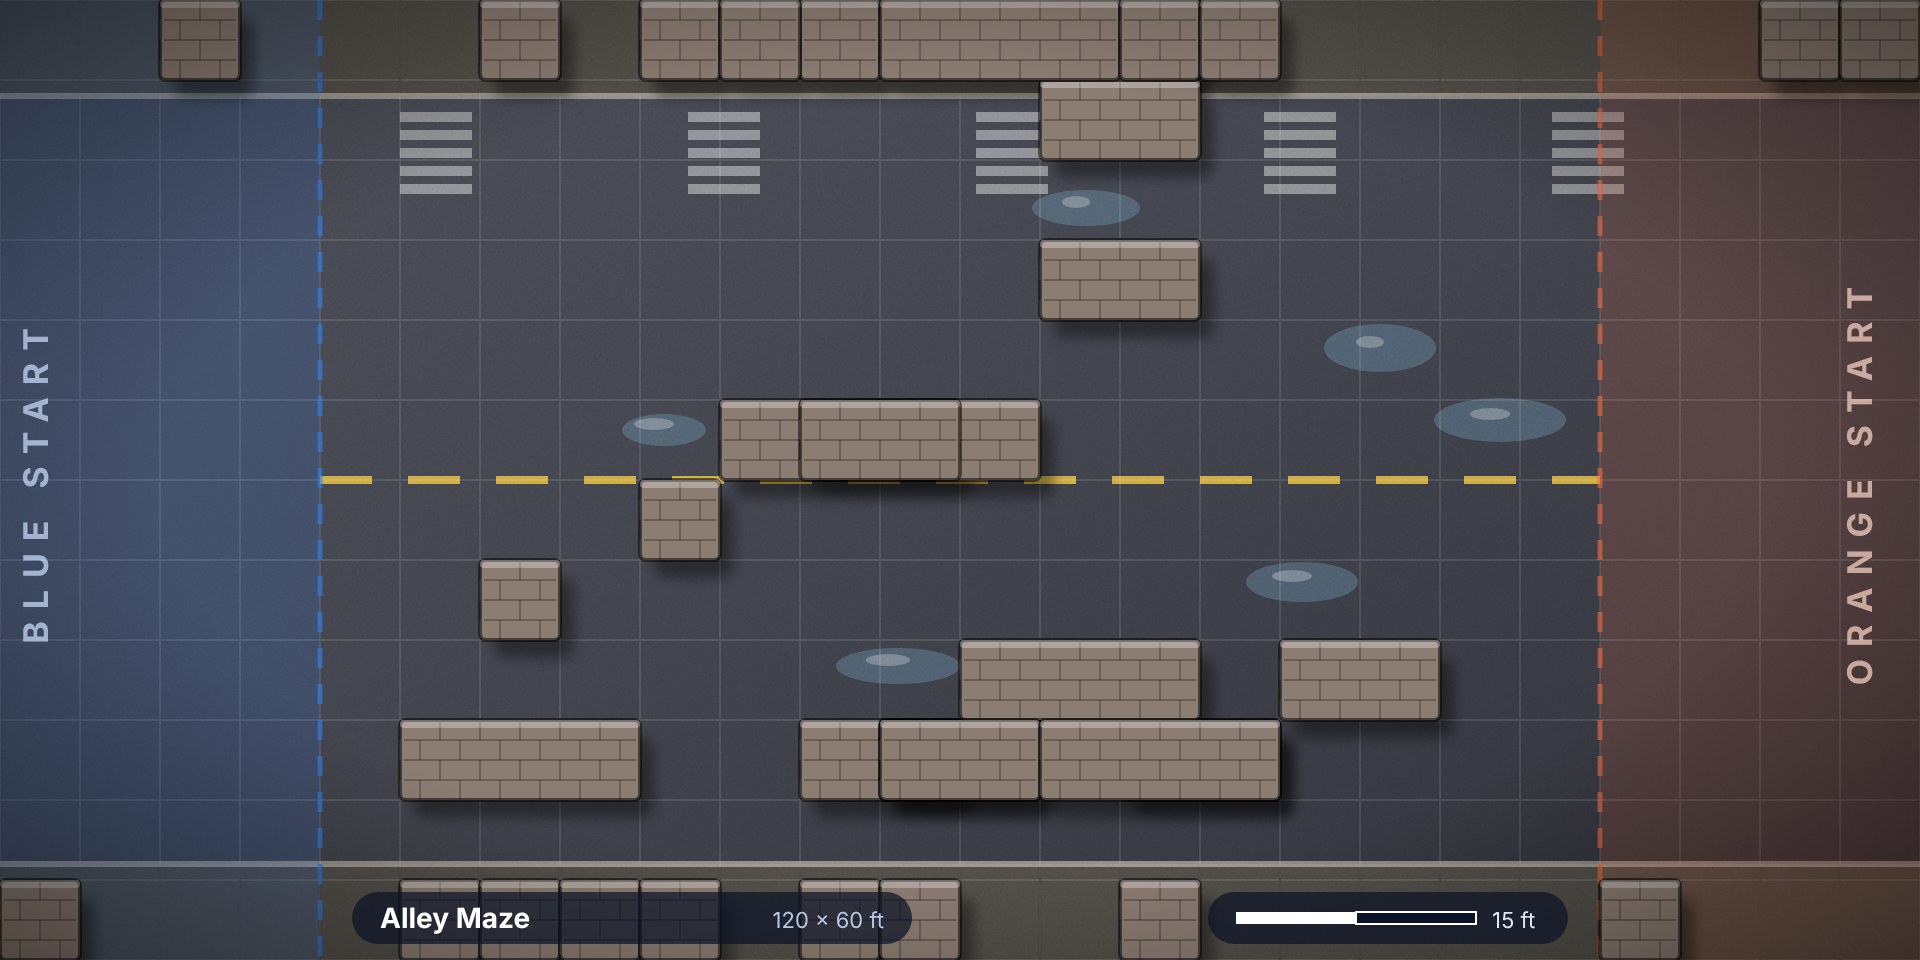 BLUE START
ORANGE START
Alley Maze
120 × 60 ft
15 ft